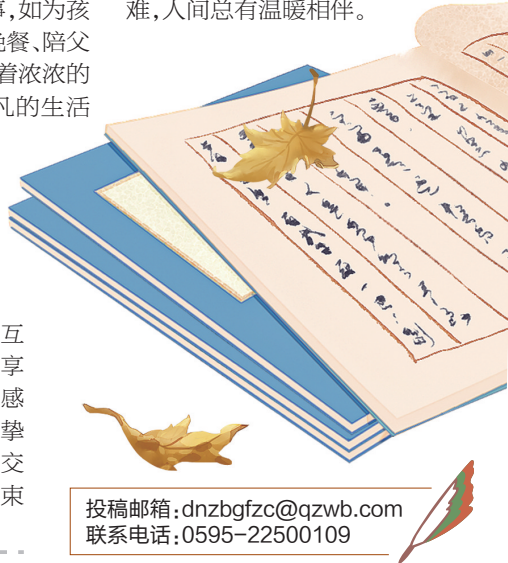 事,如为孩
晚餐、陪父
着浓浓的
凡的生活
难,人间总有温暖相伴。
互
享
感
挚
交
束
投稿邮箱:dnzbgfzc@qzwb.com
联系电话:0595-22500109